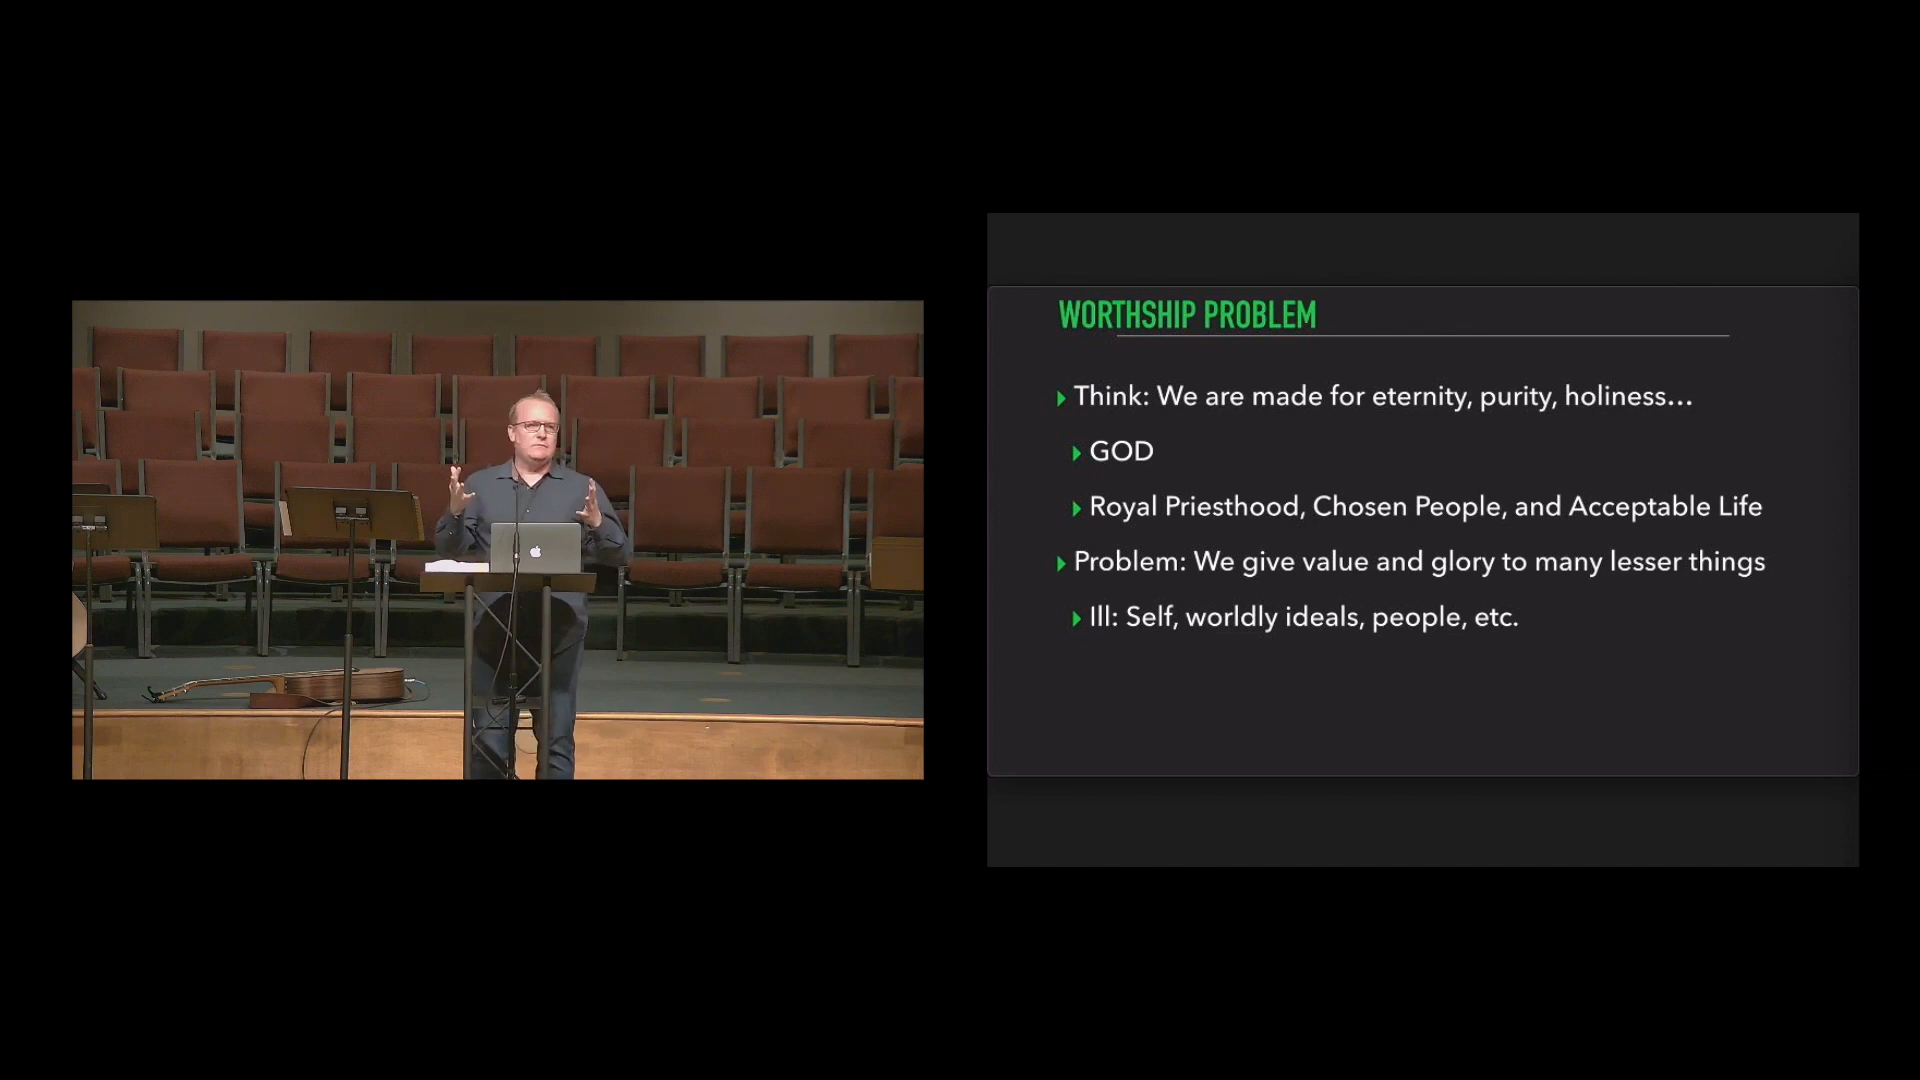 WORTHSHIP PROBLEM
Think: We are made for eternity, purity, holiness...
GOD
Royal Priesthood, Chosen People, and Acceptable Life
Problem: We give value and glory to many lesser things
Ill: Self, worldly ideals, people, etc.